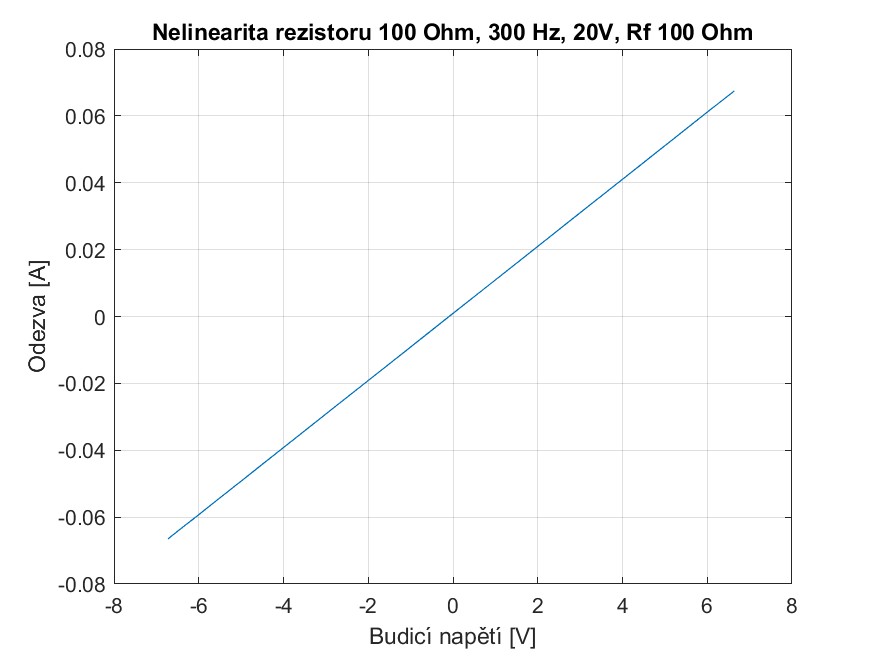 Nelinearita rezistoru 100 Ohm, 300 Hz, 20V, Rf 100 Ohm
0.08
0.06
0.04
0.02
0
-0.02
-0.04
-0.06
-0.08
Odezva [A]
-8 -6 -4 -2 0 2 4 6 8
Budicí napětí [V]